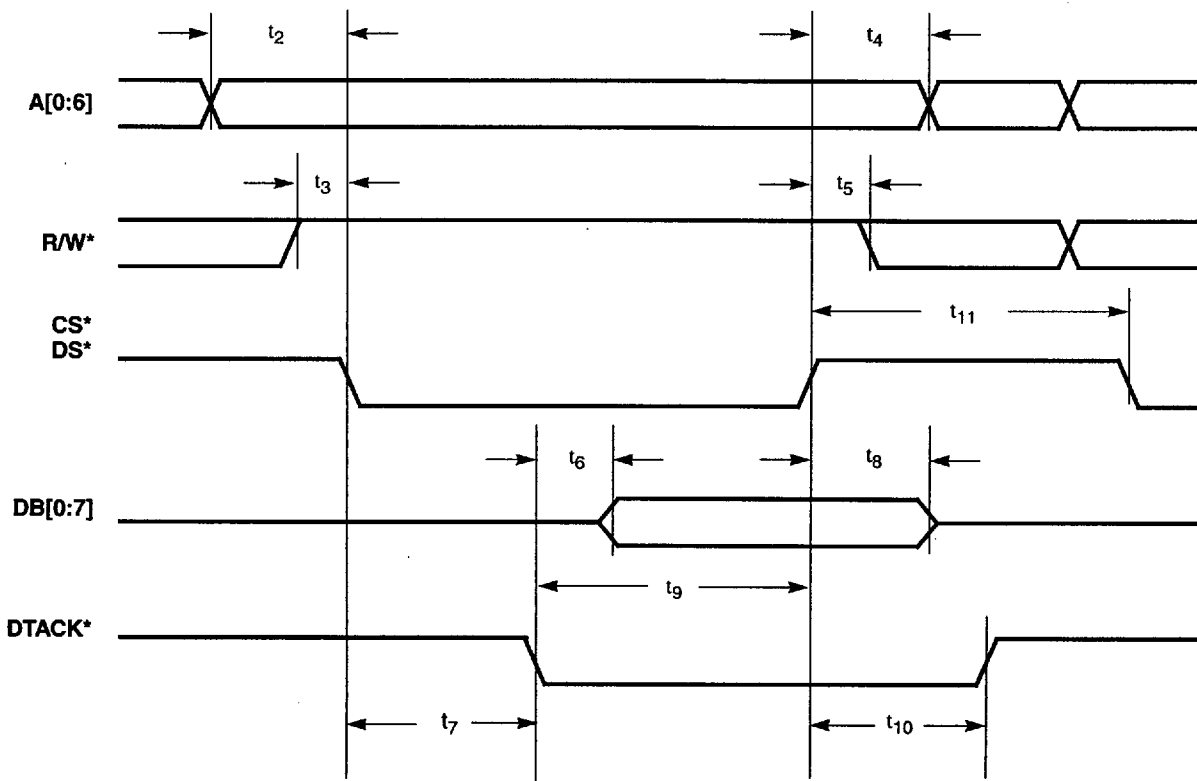 t2
t4
A[0:6]
t3
t5
R/W*
CS*
DS*
t11
t6
t8
DB[0:7]
t9
DTACK*
t7
t10